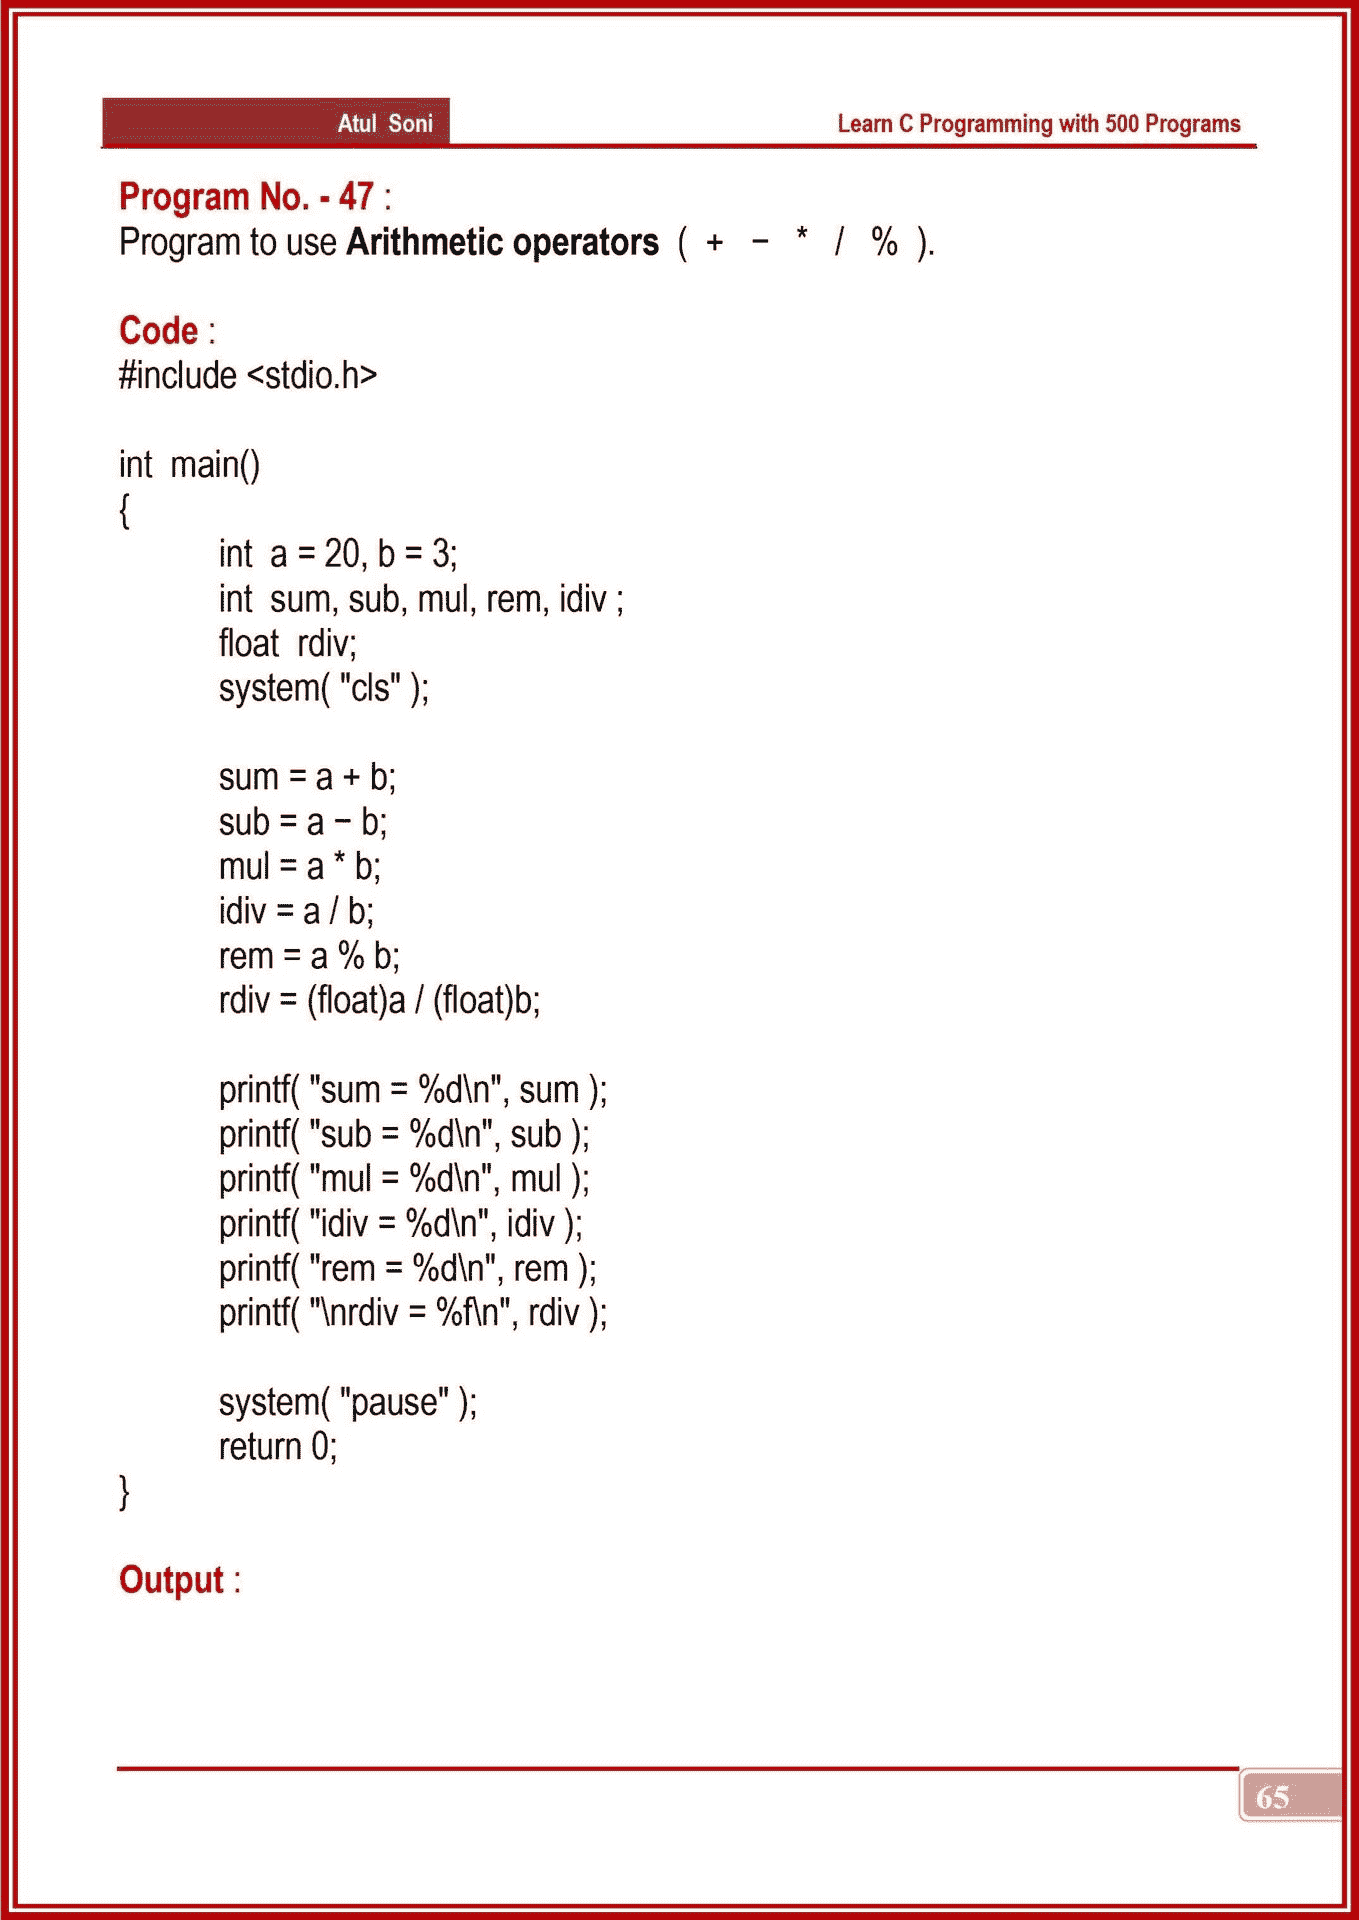 Atul Soni
Learn C Programming with 500 Programs
Program No. - 47 :
Program to use Arithmetic operators ( + − * / % ).
Code :
#include <stdio.h>
int main()
{
int a = 20, b = 3;
int sum, sub, mul, rem, idiv ;
float rdiv;
system( "cls" );
sum = a + b;
sub = a − b;
mul = a * b;
idiv = a / b;
rem = a % b;
rdiv = (float)a / (float)b;
printf( "sum = %d\n", sum );
printf( "sub = %d\n", sub );
printf( "mul = %d\n", mul );
printf( "idiv = %d\n", idiv );
printf( "rem = %d\n", rem );
printf( "\nrdiv = %f\n", rdiv );
system( "pause" );
return 0;
}
Output :
65